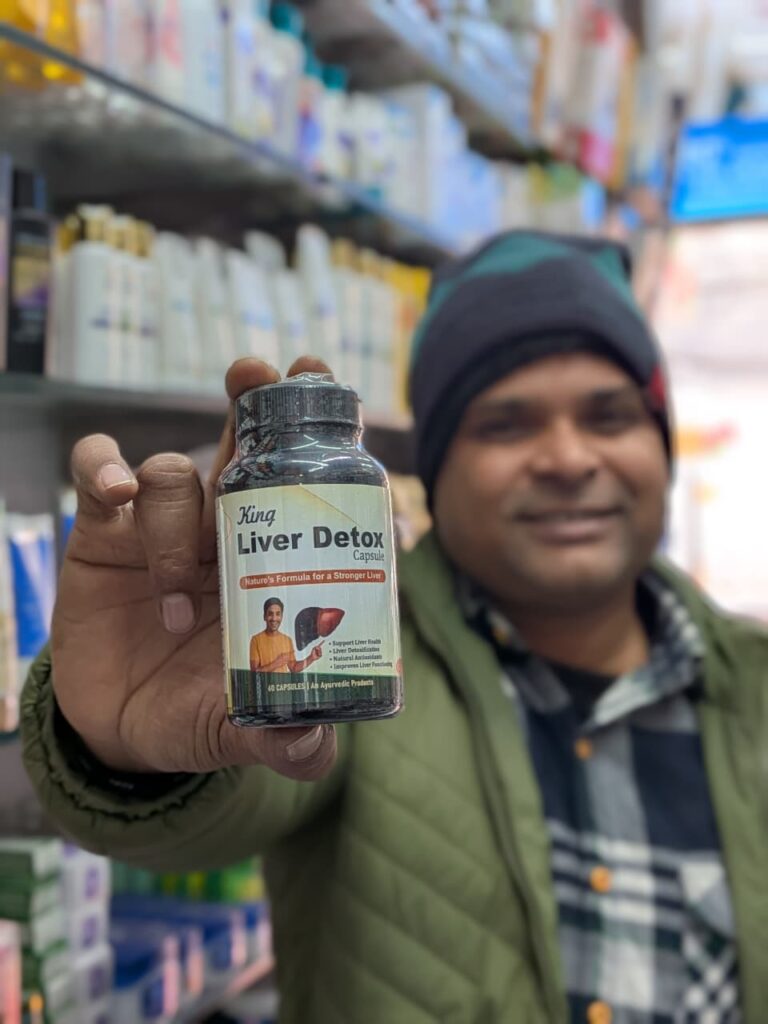 King
Liver Detox
Capsule
Nature's Formula for a Stronger Liver
• Support Liver Health
• Liver Detoxification
• Natural Antioxidants
• Improves Liver Functioning
60 CAPSULES | An Ayurvedic Products